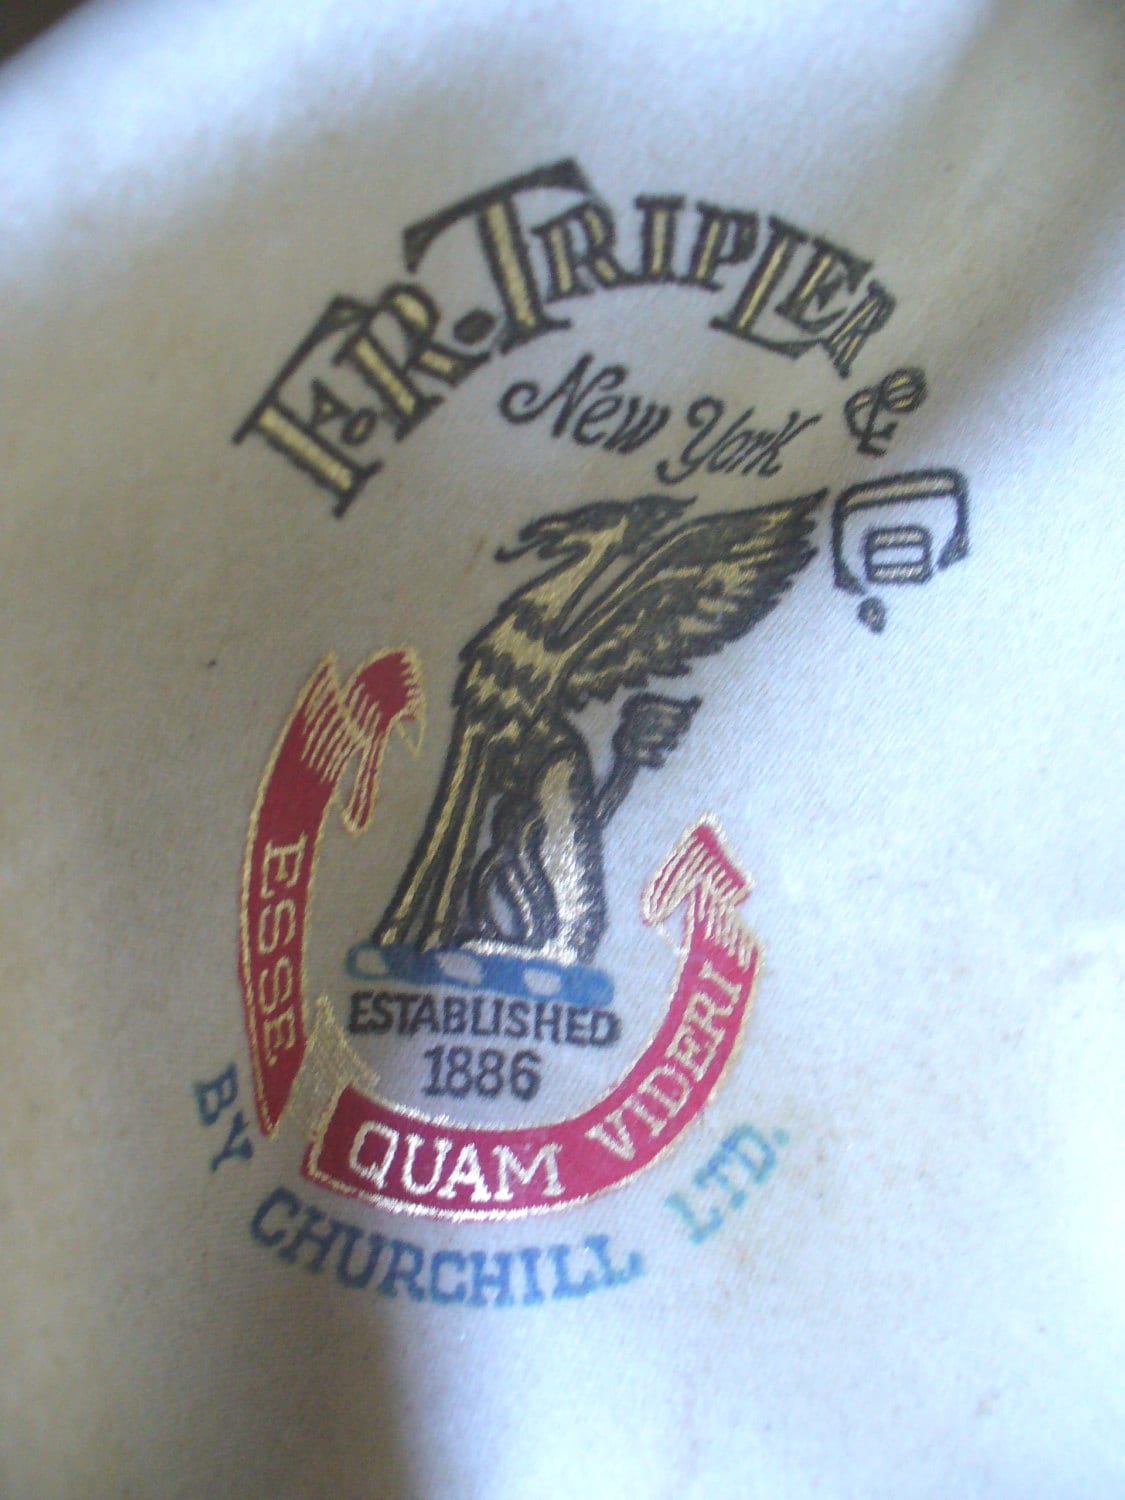 F.R. TRIPLER & Co.
New York
ESTABLISHED
1886
ESSE QUAM VIDERI
BY CHURCHILL LTD.